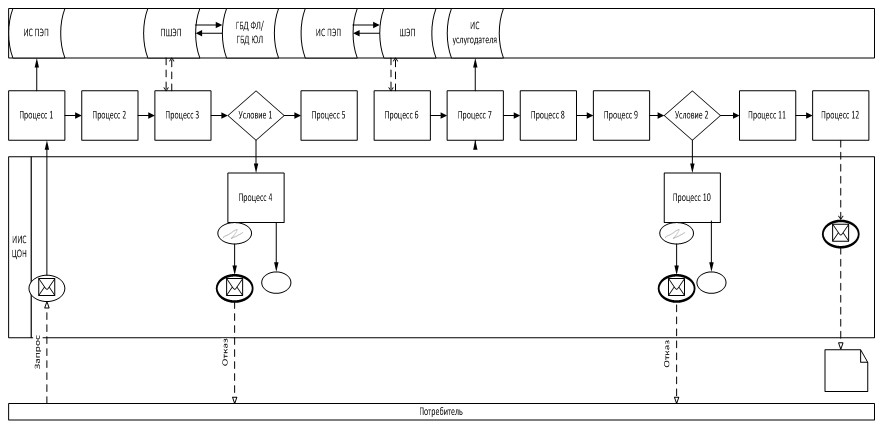 ИС ПЭП
ПШЭП
ГБД ФЛ/
ГБД ЮЛ
ИС ПЭП
ШЭП
ИС
услугодателя
Процесс 1
Процесс 2
Процесс 3
Условие 1
Процесс 5
Процесс 6
Процесс 7
Процесс 8
Процесс 9
Условие 2
Процесс 11
Процесс 12
Процесс 4
Процесс 10
ИИС
ЦОН
Запрос
Отказ
Отказ
Потребитель